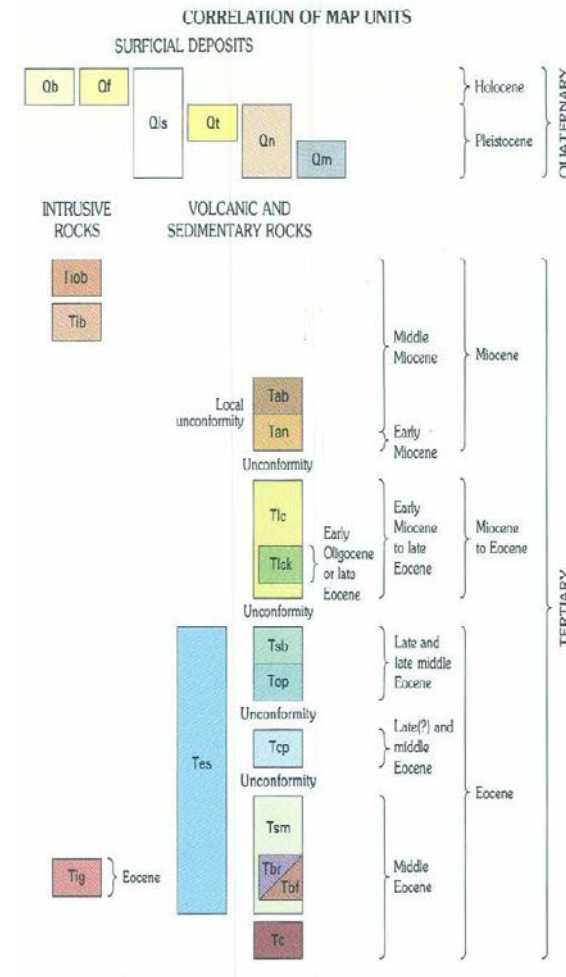 CORRELATION OF MAP UNITS
SURFICIAL DEPOSITS
Qb
Qf
Qls
Qt
Qn
Qm
Holocene
Pleistocene
QUATERNARY
INTRUSIVE
ROCKS
VOLCANIC AND
SEDIMENTARY ROCKS
Tiob
Tib
Middle
Miocene
Miocene
Local
unconformity
Tab
Tan
Early
Miocene
Unconformity
Tlc
Tlck
Early
Oligocene
or late
Eocene
Early
Miocene
to late
Eocene
Miocene
to Eocene
Unconformity
TERTIARY
Tes
Tsb
Top
Late and
late middle
Eocene
Unconformity
Tcp
Late(?) and
middle
Eocene
Unconformity
Eocene
Tsm
Tbr
Tbf
Middle
Eocene
Tig
Eocene
Tc